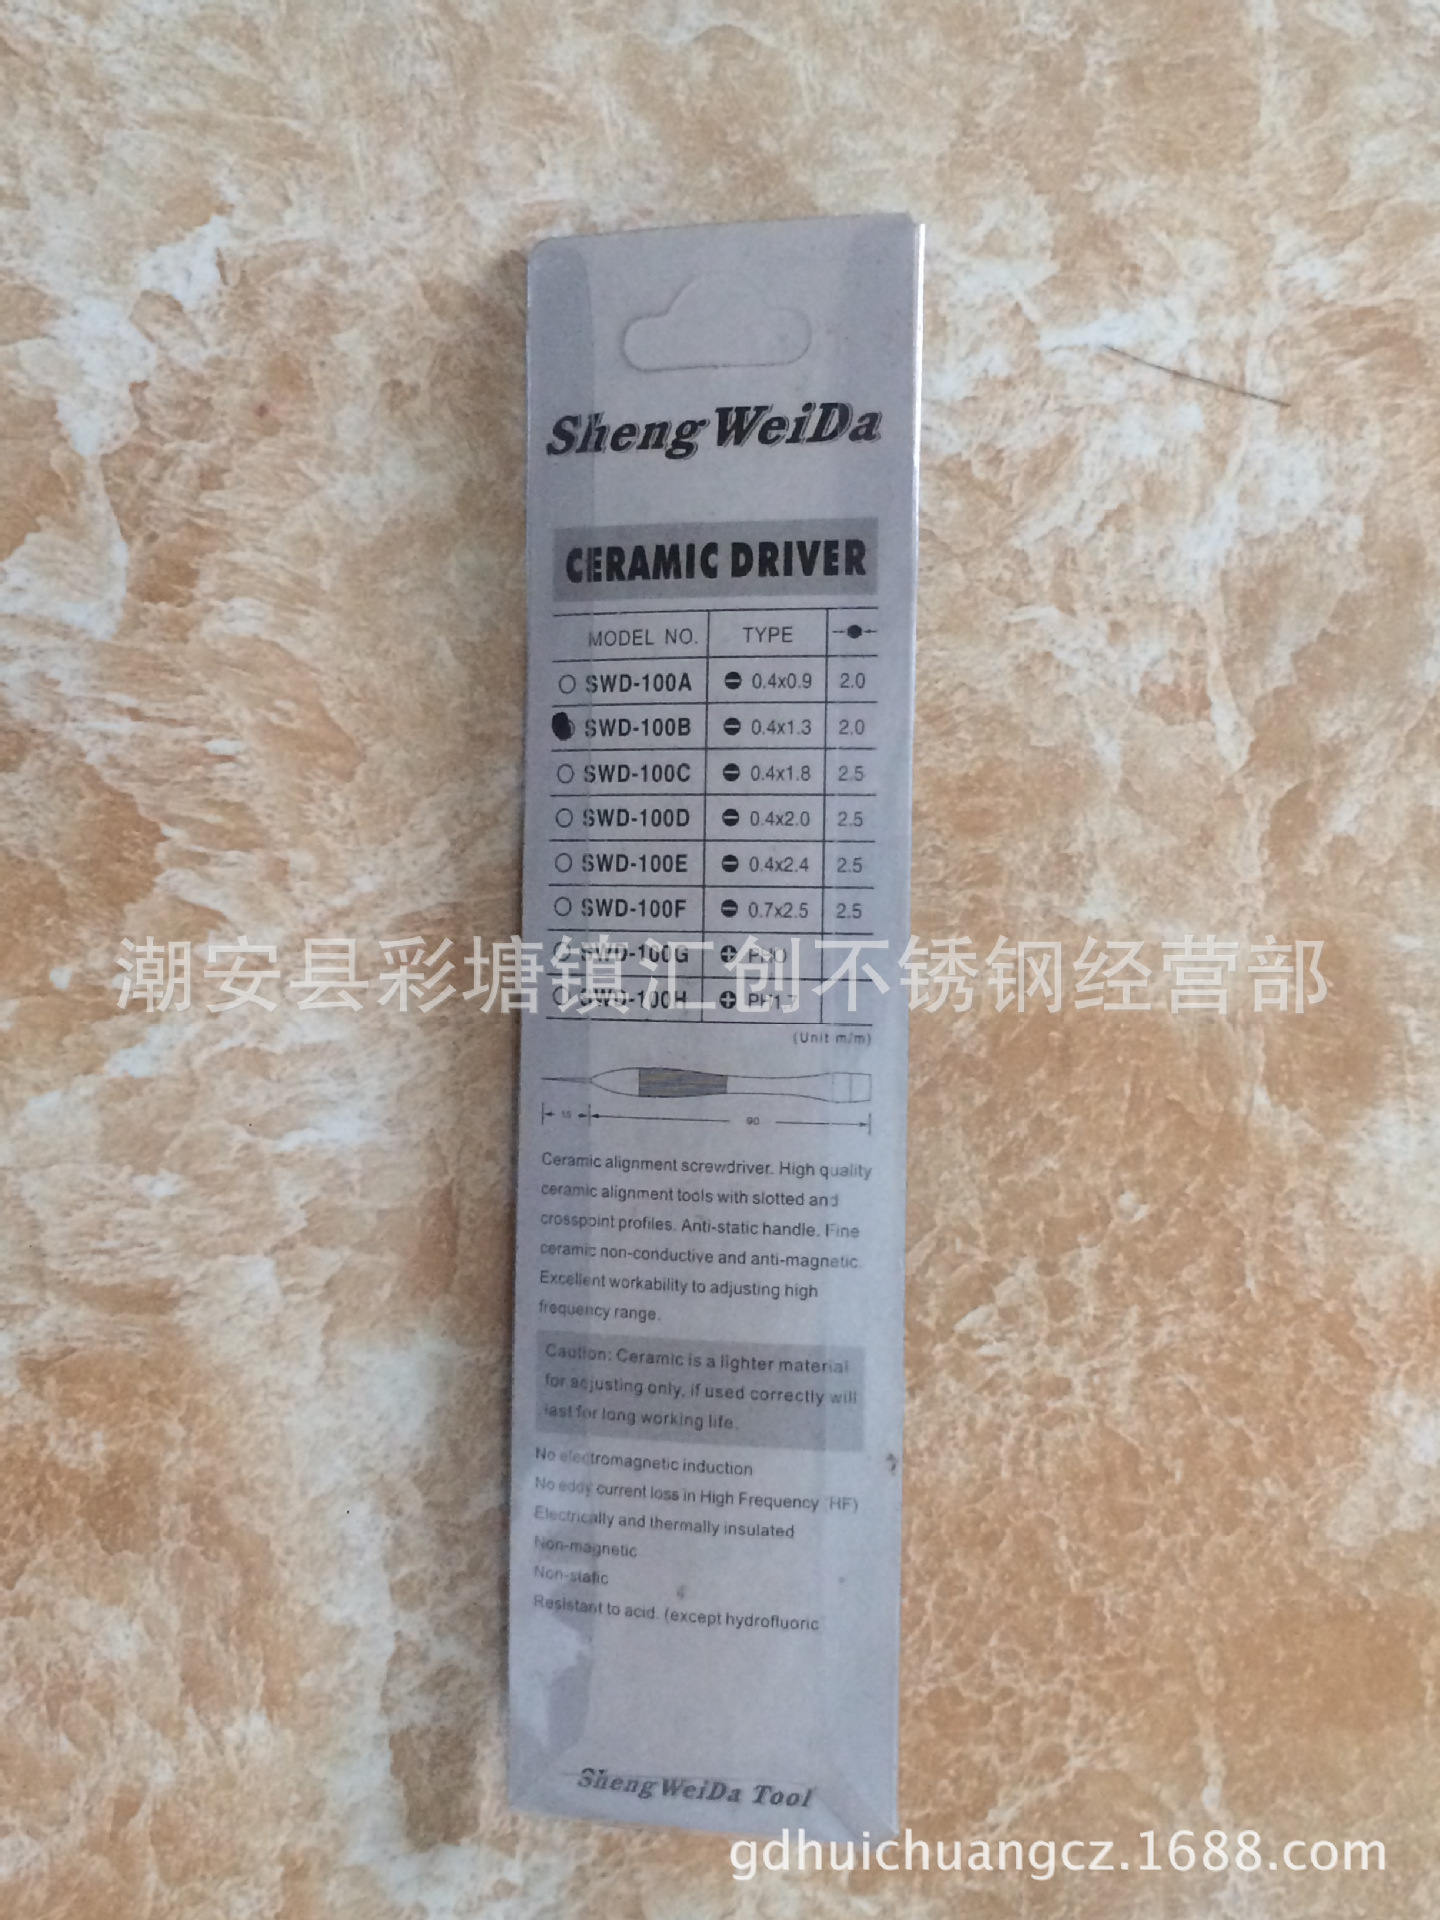 Sheng WeiDa
CERAMIC DRIVER
MODEL NO. TYPE
SWD-100A 0.4x0.9 2.0
SWD-100B 0.4x1.3 2.0
SWD-100C 0.4x1.8 2.5
SWD-100D 0.4x2.0 2.5
SWD-100E 0.4x2.4 2.5
SWD-100F 0.7x2.5 2.5
SWD-100G
SWD-100H
潮安县彩塘镇汇创不锈钢经营部
(Unit m/m)
90
Ceramic alignment screwdriver. High quality
ceramic alignment tools with slotted and
crosspoint profiles. Anti-static handle. Fine
ceramic non-conductive and anti-magnetic.
Excellent workability to adjusting high
frequency range.
Caution: Ceramic is a lighter material
for adjusting only, if used correctly will
last for long working life.
No electromagnetic induction
No eddy current loss in High Frequency (HF)
Electrically and thermally insulated
Non-magnetic
Non-static
Resistant to acid. (except hydrofluoric
Sheng WeiDa Tool
gdhuichuangcz.1688.com